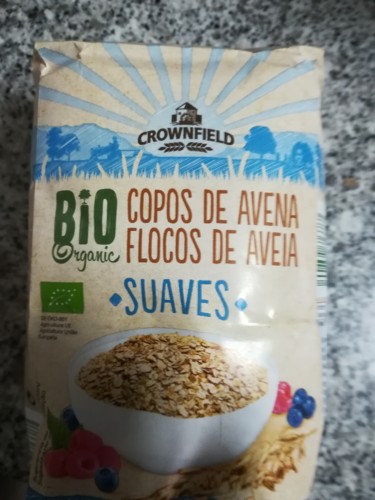 CROWNFIELD
BIO
Organic
COPOS DE AVENA
FLOCOS DE AVEIA
SUAVES